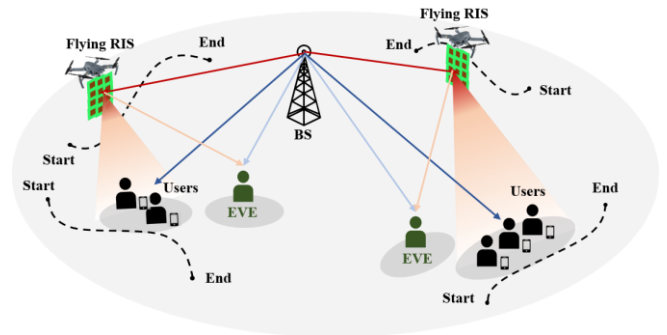 Flying RIS
End
End
Flying RIS
Start
BS
Start
Start
Users
EVE
End
EVE
Users
End
Start